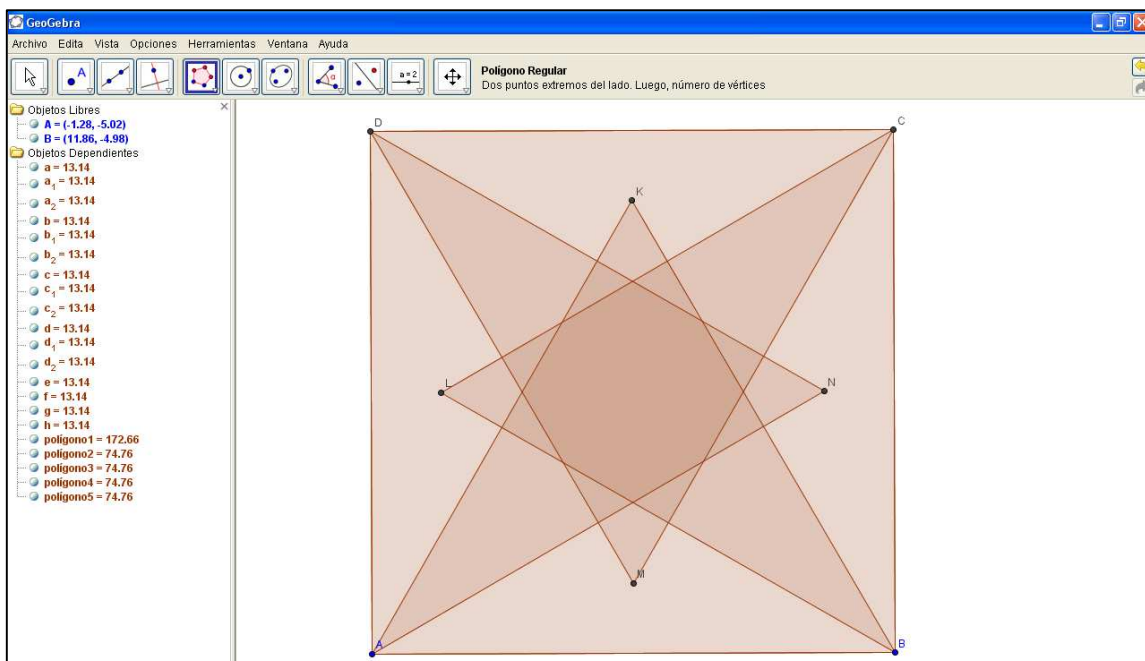 GeoGebra
Archivo Edita Vista Opciones Herramientas Ventana Ayuda
A
α
a = 2
Polígono Regular
Dos puntos extremos del lado. Luego, número de vértices
Objetos Libres
A = (-1.28, -5.02)
B = (11.86, -4.98)
Objetos Dependientes
a = 13.14
a₁ = 13.14
a₂ = 13.14
b = 13.14
b₁ = 13.14
b₂ = 13.14
c = 13.14
c₁ = 13.14
c₂ = 13.14
d = 13.14
d₁ = 13.14
d₂ = 13.14
e = 13.14
f = 13.14
g = 13.14
h = 13.14
polígono1 = 172.66
polígono2 = 74.76
polígono3 = 74.76
polígono4 = 74.76
polígono5 = 74.76
D
C
K
L
N
M
A
B